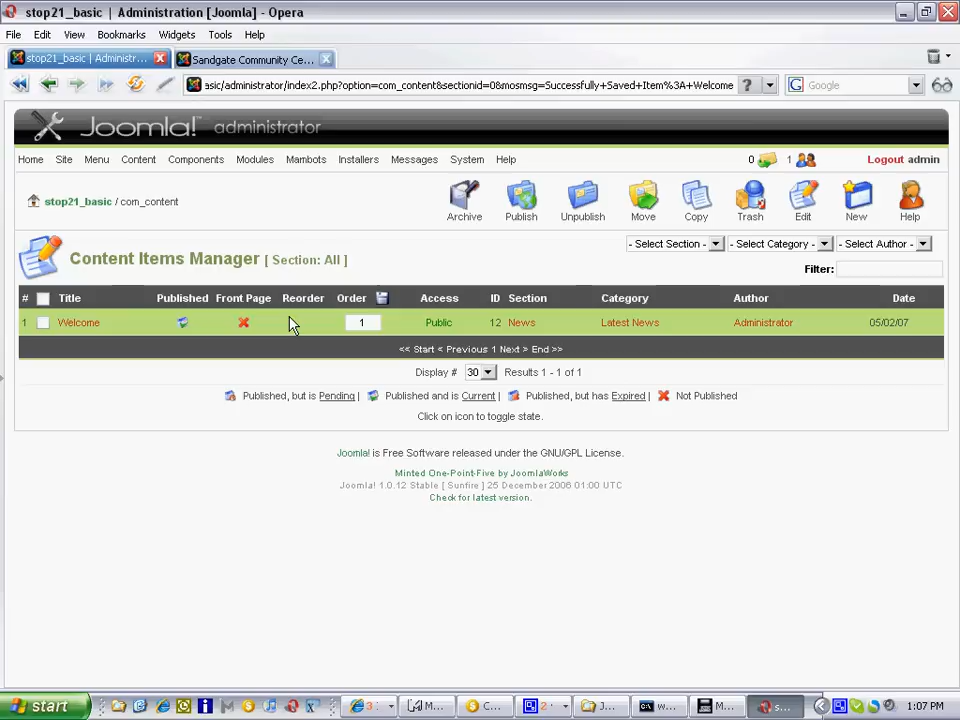 stop21_basic | Administration [Joomla] - Opera
File Edit View Bookmarks Widgets Tools Help
stop21_basic | Administr... Sandgate Community Ce...
asic/administrator/index2.php?option=com_content&sectionid=0&mosmsg=Successfully+Saved+Item%3A+Welcome ? Google
Joomla! administrator
Home Site Menu Content Components Modules Mambots Installers Messages System Help 0 1 Logout admin
stop21_basic / com_content
Archive Publish Unpublish Move Copy Trash Edit New Help
- Select Section - - Select Category - - Select Author -
Content Items Manager [ Section: All ]
Filter:
# Title Published Front Page Reorder Order Access ID Section Category Author Date
1 Welcome 1 Public 12 News Latest News Administrator 05/02/07
<< Start < Previous 1 Next > End >>
Display # 30 Results 1 - 1 of 1
Published, but is Pending | Published and is Current | Published, but has Expired | Not Published
Click on icon to toggle state.
Joomla! is Free Software released under the GNU/GPL License.
Minted One-Point-Five by JoomlaWorks
Joomla! 1.0.12 Stable [ Sunfire ] 25 December 2006 01:00 UTC
Check for latest version.
start 3 M... C... 2 J... w... M... s... 1:07 PM